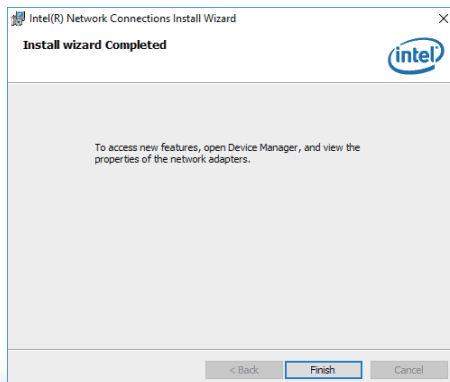 Intel(R) Network Connections Install Wizard
Install wizard Completed
intel
To access new features, open Device Manager, and view the
properties of the network adapters.
< Back
Finish
Cancel